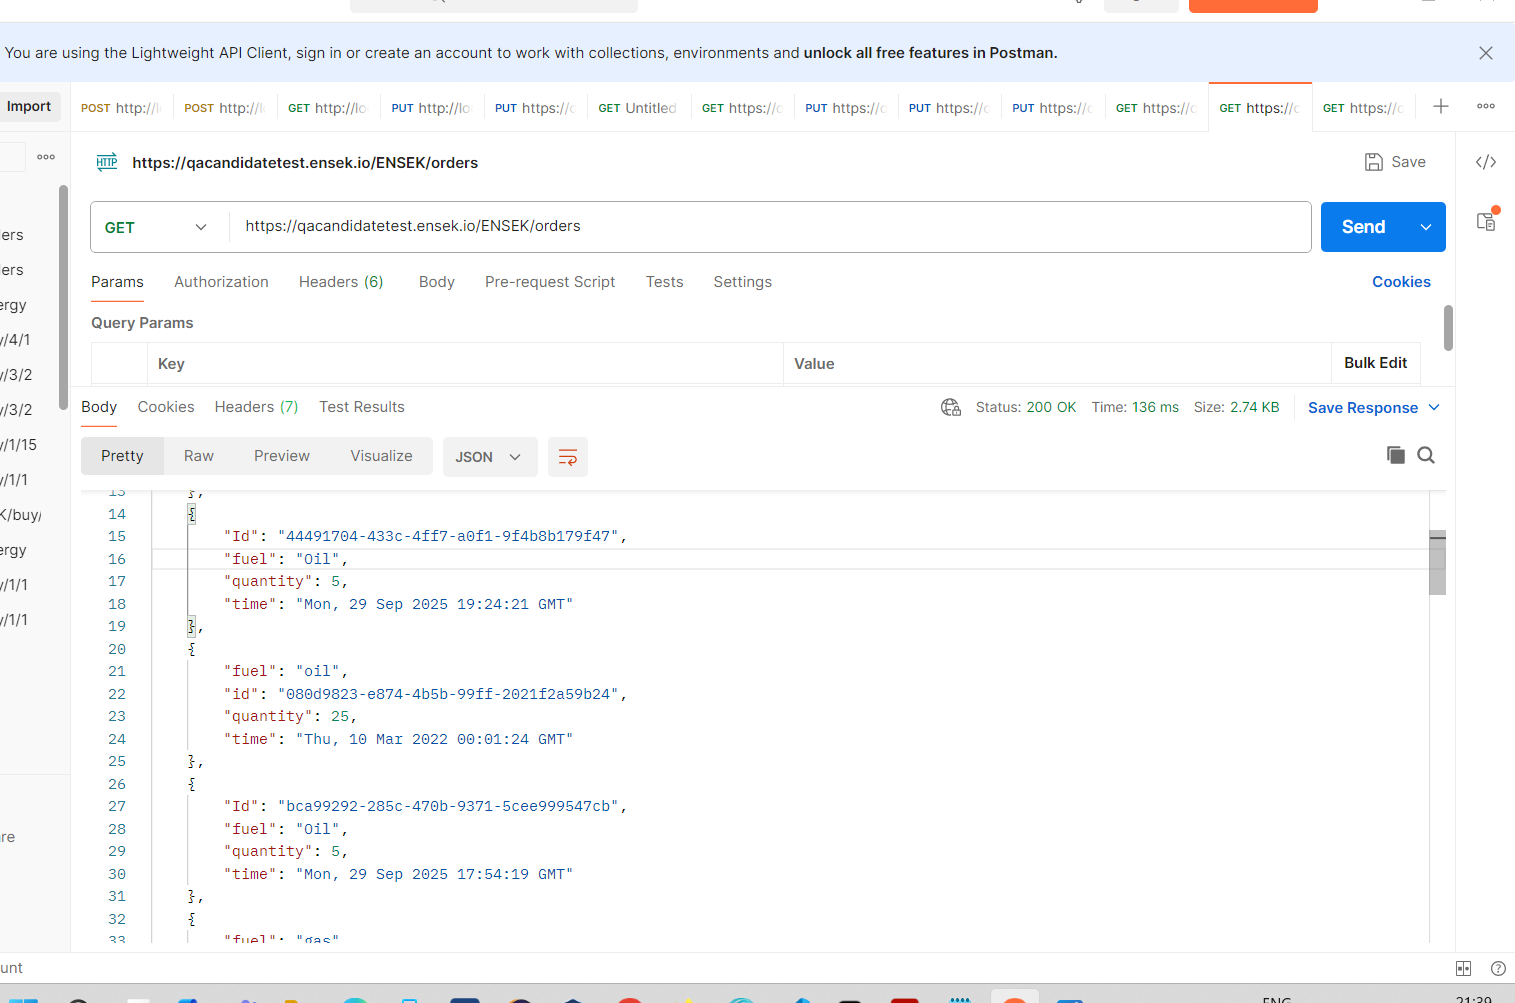 You are using the Lightweight API Client, sign in or create an account to work with collections, environments and unlock all free features in Postman.
Import
POST http://l
POST http://l
GET http://lo
PUT http://lo
PUT https://
GET Untitled
GET https://
PUT https://
PUT https://
PUT https://
GET https://
GET https://
GET https://
HTTP
https://qacandidatetest.ensek.io/ENSEK/orders
Save
</>
ers
ers
ergy
/4/1
/3/2
/3/2
/1/15
/1/1
K/buy/
ergy
/1/1
/1/1
re
unt
GET
https://qacandidatetest.ensek.io/ENSEK/orders
Send
Params
Authorization
Headers (6)
Body
Pre-request Script
Tests
Settings
Cookies
Query Params
Key
Value
Bulk Edit
Body
Cookies
Headers (7)
Test Results
Status: 200 OK
Time: 136 ms
Size: 2.74 KB
Save Response
Pretty
Raw
Preview
Visualize
JSON
13 },
14 {
15 "Id": "44491704-433c-4ff7-a0f1-9f4b8b179f47",
16 "fuel": "Oil",
17 "quantity": 5,
18 "time": "Mon, 29 Sep 2025 19:24:21 GMT"
19 },
20 {
21 "fuel": "oil",
22 "id": "080d9823-e874-4b5b-99ff-2021f2a59b24",
23 "quantity": 25,
24 "time": "Thu, 10 Mar 2022 00:01:24 GMT"
25 },
26 {
27 "Id": "bca99292-285c-470b-9371-5cee999547cb",
28 "fuel": "Oil",
29 "quantity": 5,
30 "time": "Mon, 29 Sep 2025 17:54:19 GMT"
31 },
32 {
33 "fuel": "gas"
ENG
21:39